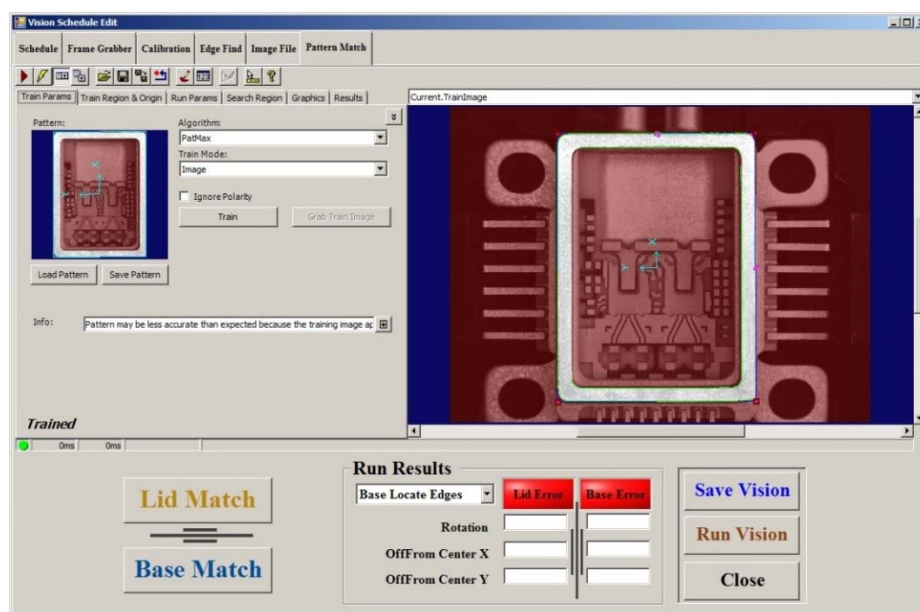 Vision Schedule Edit
Schedule Frame Grabber Calibration Edge Find Image File Pattern Match
Train Params Train Region & Origin Run Params Search Region Graphics Results
Current.TrainImage
Pattern:
Algorithm:
PatMax
Train Mode:
Image
Ignore Polarity
Train Grab Train Image
Load Pattern Save Pattern
Info: Pattern may be less accurate than expected because the training image ap
Trained
0ms 0ms
X
Y
X
Y
Lid Match
Base Match
Run Results
Base Locate Edges Lid Error Base Error
Rotation
OffFrom Center X
OffFrom Center Y
Save Vision
Run Vision
Close